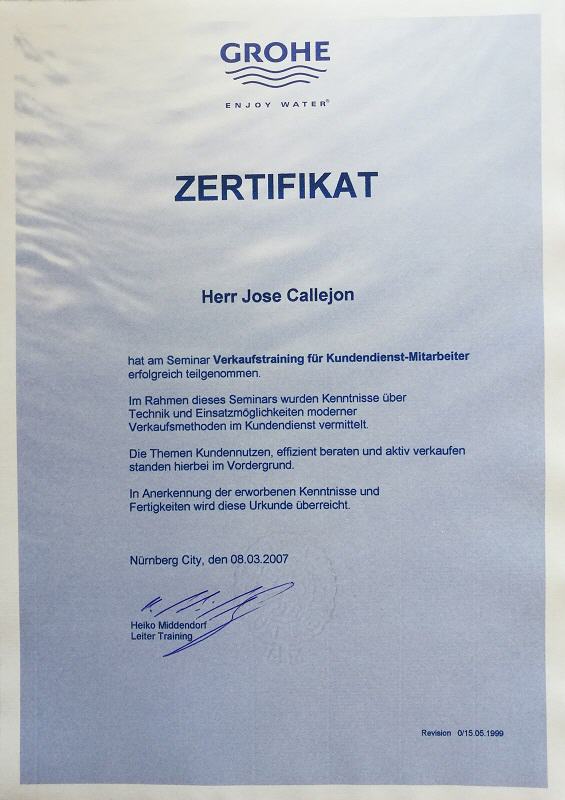 GROHE
ENJOY WATER®
ZERTIFIKAT
Herr Jose Callejon
hat am Seminar Verkaufstraining für Kundendienst-Mitarbeiter
erfolgreich teilgenommen.
Im Rahmen dieses Seminars wurden Kenntnisse über
Technik und Einsatzmöglichkeiten moderner
Verkaufsmethoden im Kundendienst vermittelt.
Die Themen Kundennutzen, effizient beraten und aktiv verkaufen
standen hierbei im Vordergrund.
In Anerkennung der erworbenen Kenntnisse und
Fertigkeiten wird diese Urkunde überreicht.
Nürnberg City, den 08.03.2007
Heiko Middendorf
Leiter Training
Revision 0/15.05.1999